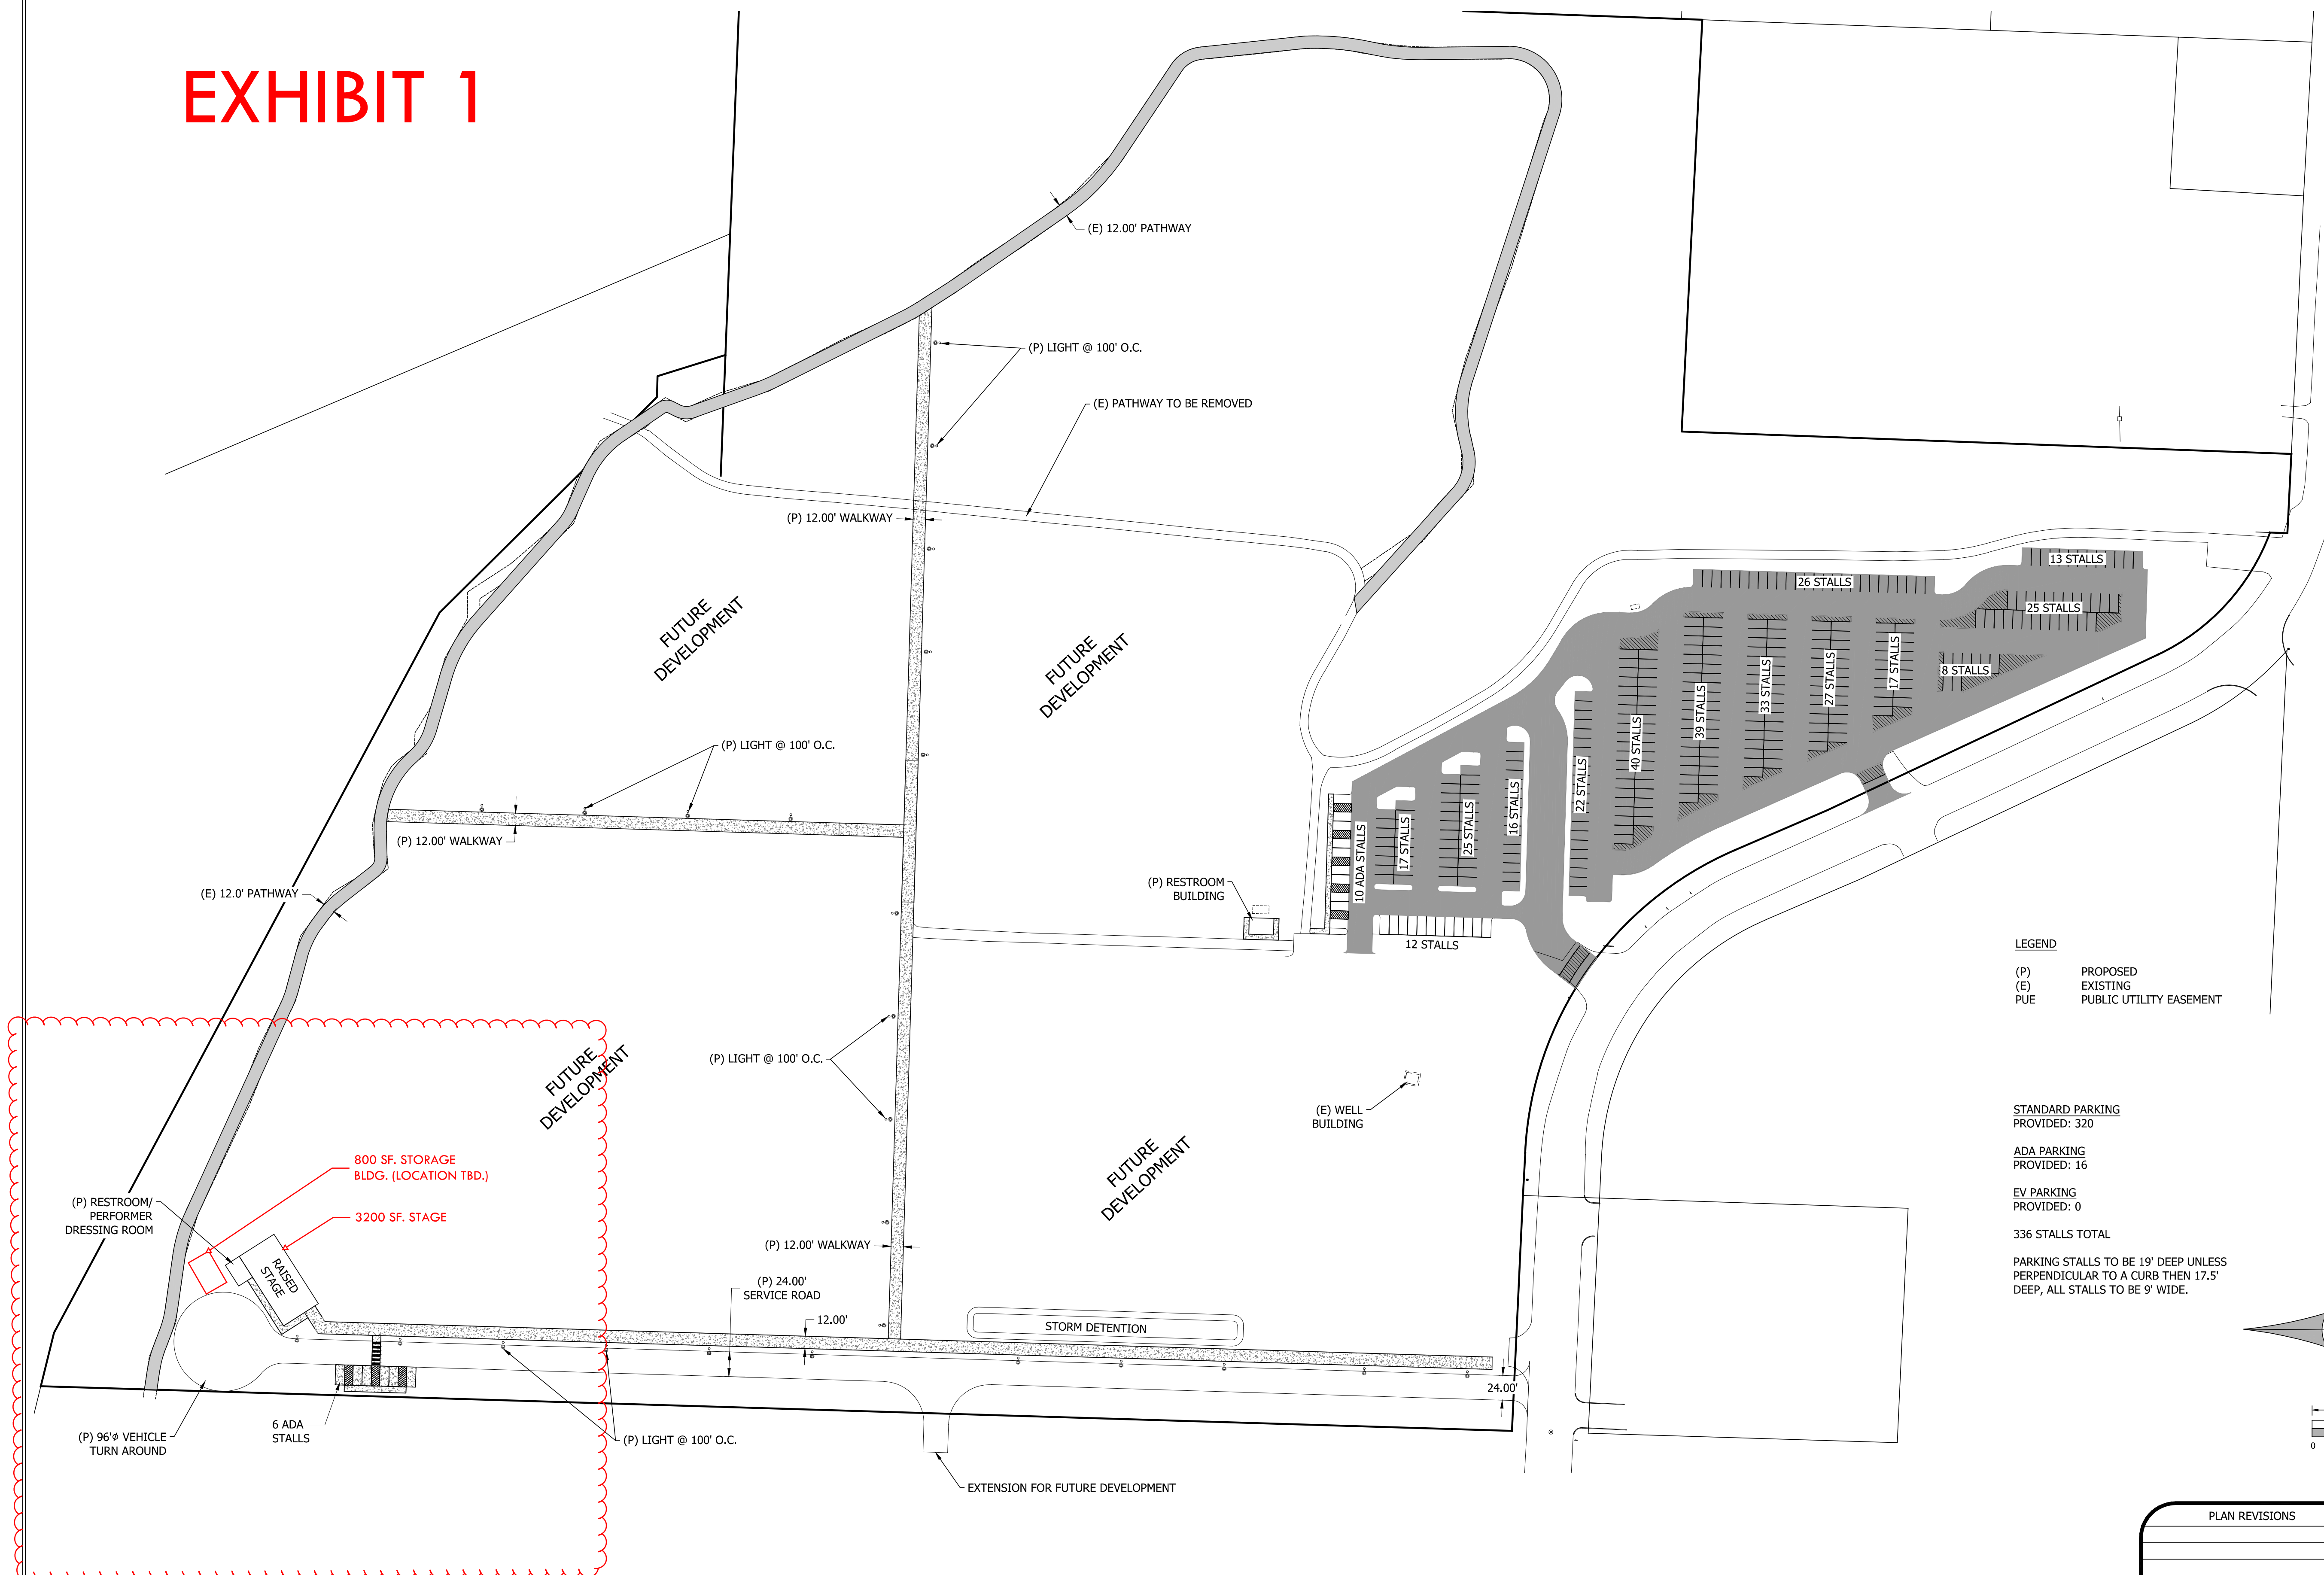 EXHIBIT 1
(E) 12.00' PATHWAY
(P) LIGHT @ 100' O.C.
(E) PATHWAY TO BE REMOVED
(P) 12.00' WALKWAY
13 STALLS
26 STALLS
25 STALLS
8 STALLS
17 STALLS
27 STALLS
33 STALLS
39 STALLS
40 STALLS
22 STALLS
16 STALLS
25 STALLS
17 STALLS
10 ADA STALLS
12 STALLS
FUTURE
DEVELOPMENT
FUTURE
DEVELOPMENT
(P) LIGHT @ 100' O.C.
(P) 12.00' WALKWAY
(E) 12.0' PATHWAY
(P) RESTROOM
BUILDING
LEGEND
(P) PROPOSED
(E) EXISTING
PUE PUBLIC UTILITY EASEMENT
FUTURE
DEVELOPMENT
(P) LIGHT @ 100' O.C.
(E) WELL
BUILDING
FUTURE
DEVELOPMENT
STANDARD PARKING
PROVIDED: 320
ADA PARKING
PROVIDED: 16
EV PARKING
PROVIDED: 0
336 STALLS TOTAL
PARKING STALLS TO BE 19' DEEP UNLESS
PERPENDICULAR TO A CURB THEN 17.5'
DEEP, ALL STALLS TO BE 9' WIDE.
800 SF. STORAGE
BLDG. (LOCATION TBD.)
3200 SF. STAGE
(P) RESTROOM/
PERFORMER
DRESSING ROOM
RAISED
STAGE
(P) 12.00' WALKWAY
(P) 24.00'
SERVICE ROAD
12.00'
STORM DETENTION
24.00'
6 ADA
STALLS
(P) 96'ø VEHICLE
TURN AROUND
(P) LIGHT @ 100' O.C.
EXTENSION FOR FUTURE DEVELOPMENT
0
PLAN REVISIONS